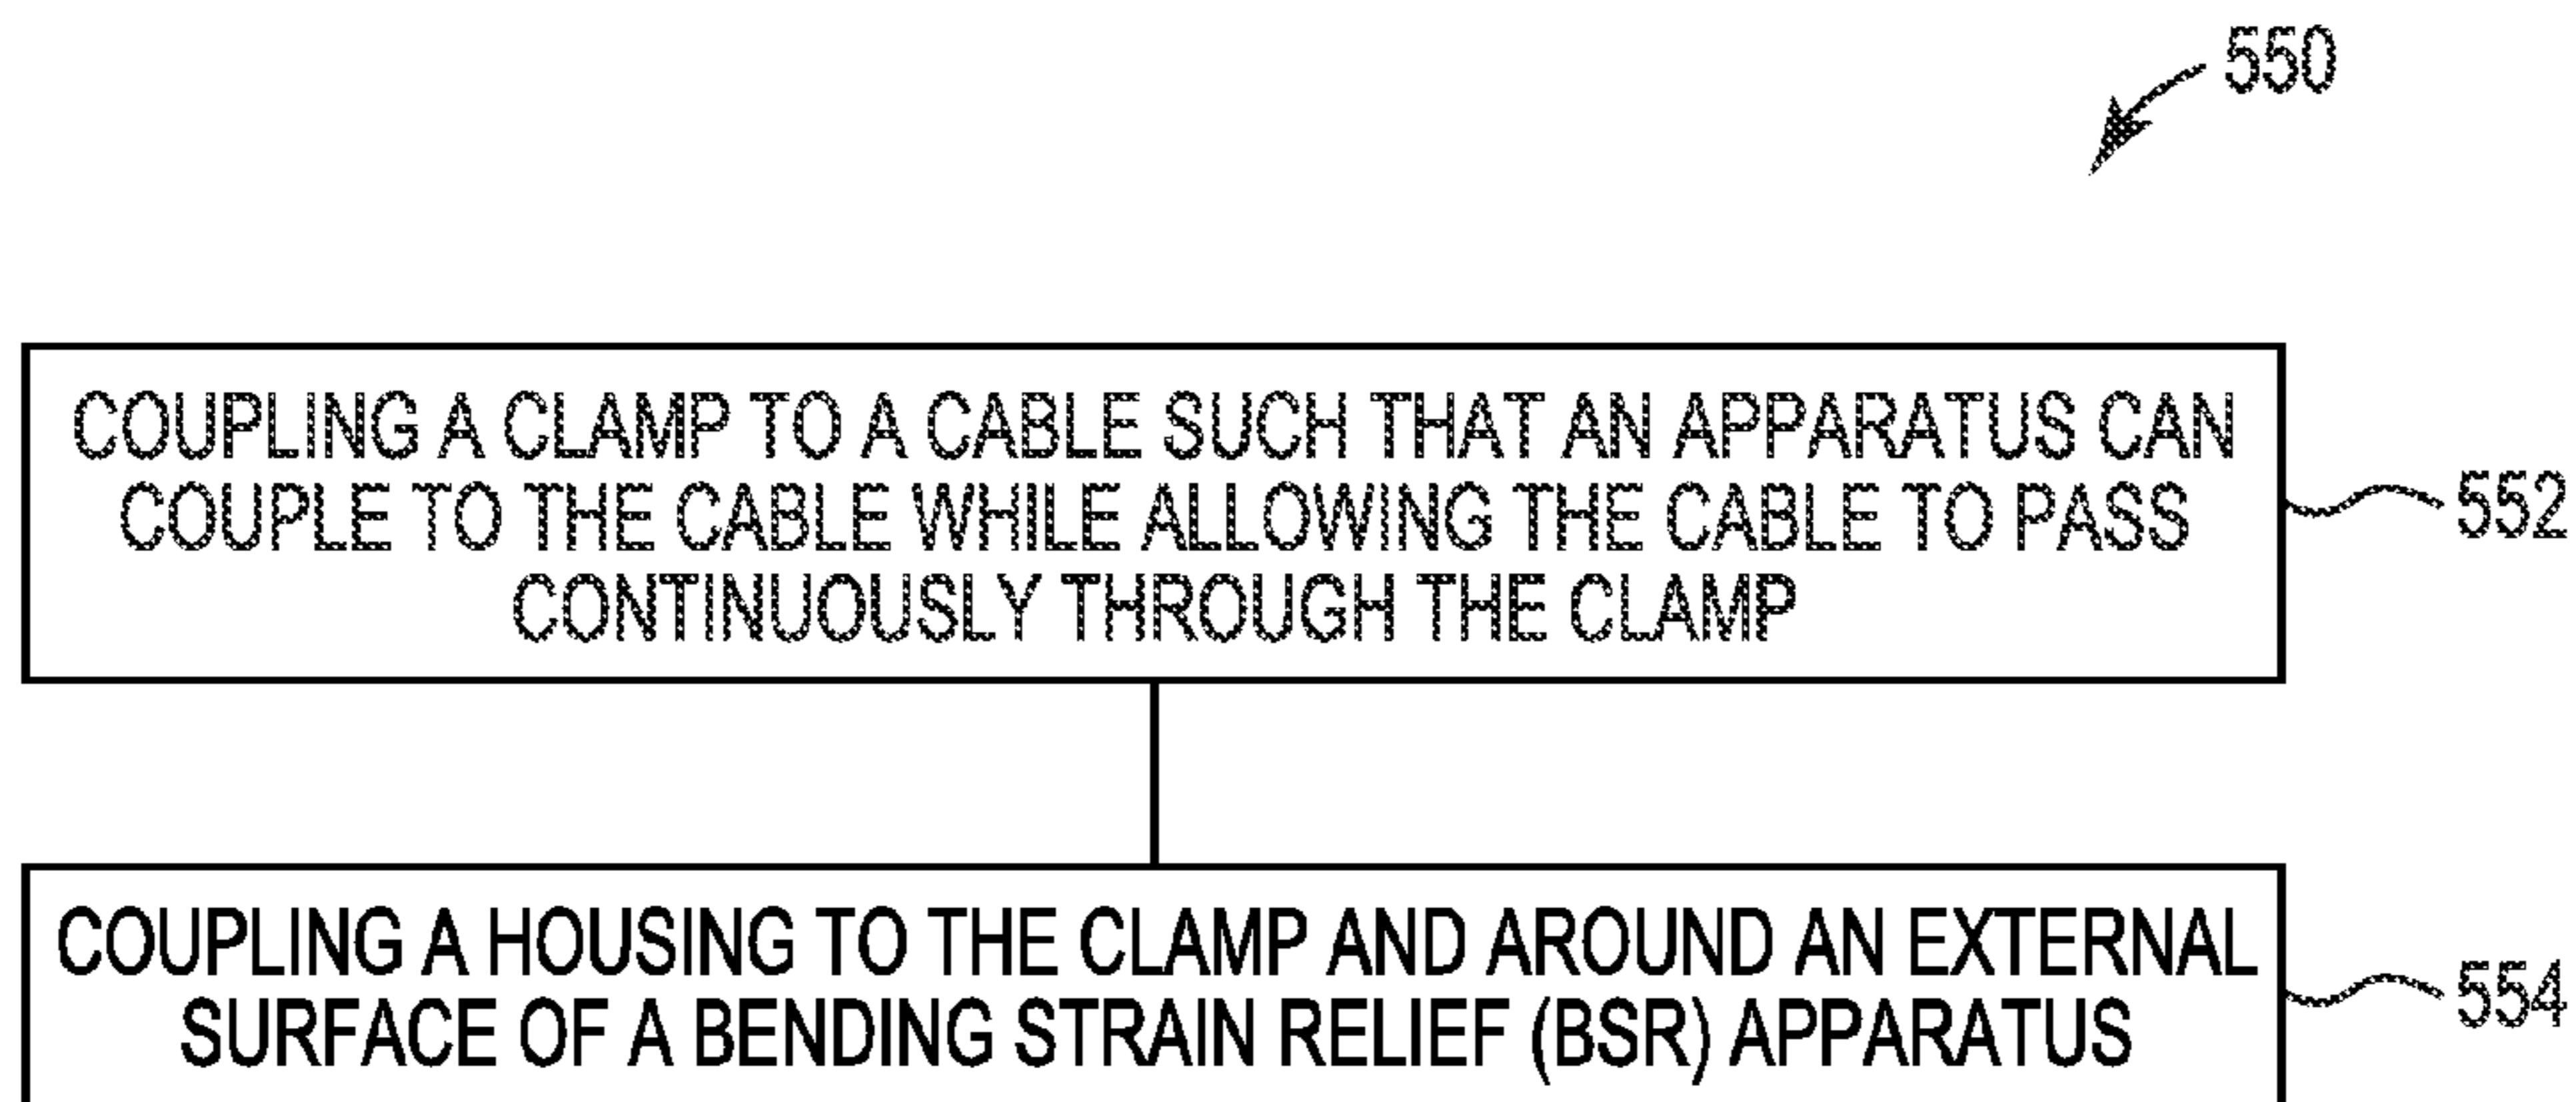 550
COUPLING A CLAMP TO A CABLE SUCH THAT AN APPARATUS CAN
COUPLE TO THE CABLE WHILE ALLOWING THE CABLE TO PASS
CONTINUOUSLY THROUGH THE CLAMP
552
COUPLING A HOUSING TO THE CLAMP AND AROUND AN EXTERNAL
SURFACE OF A BENDING STRAIN RELIEF (BSR) APPARATUS
554